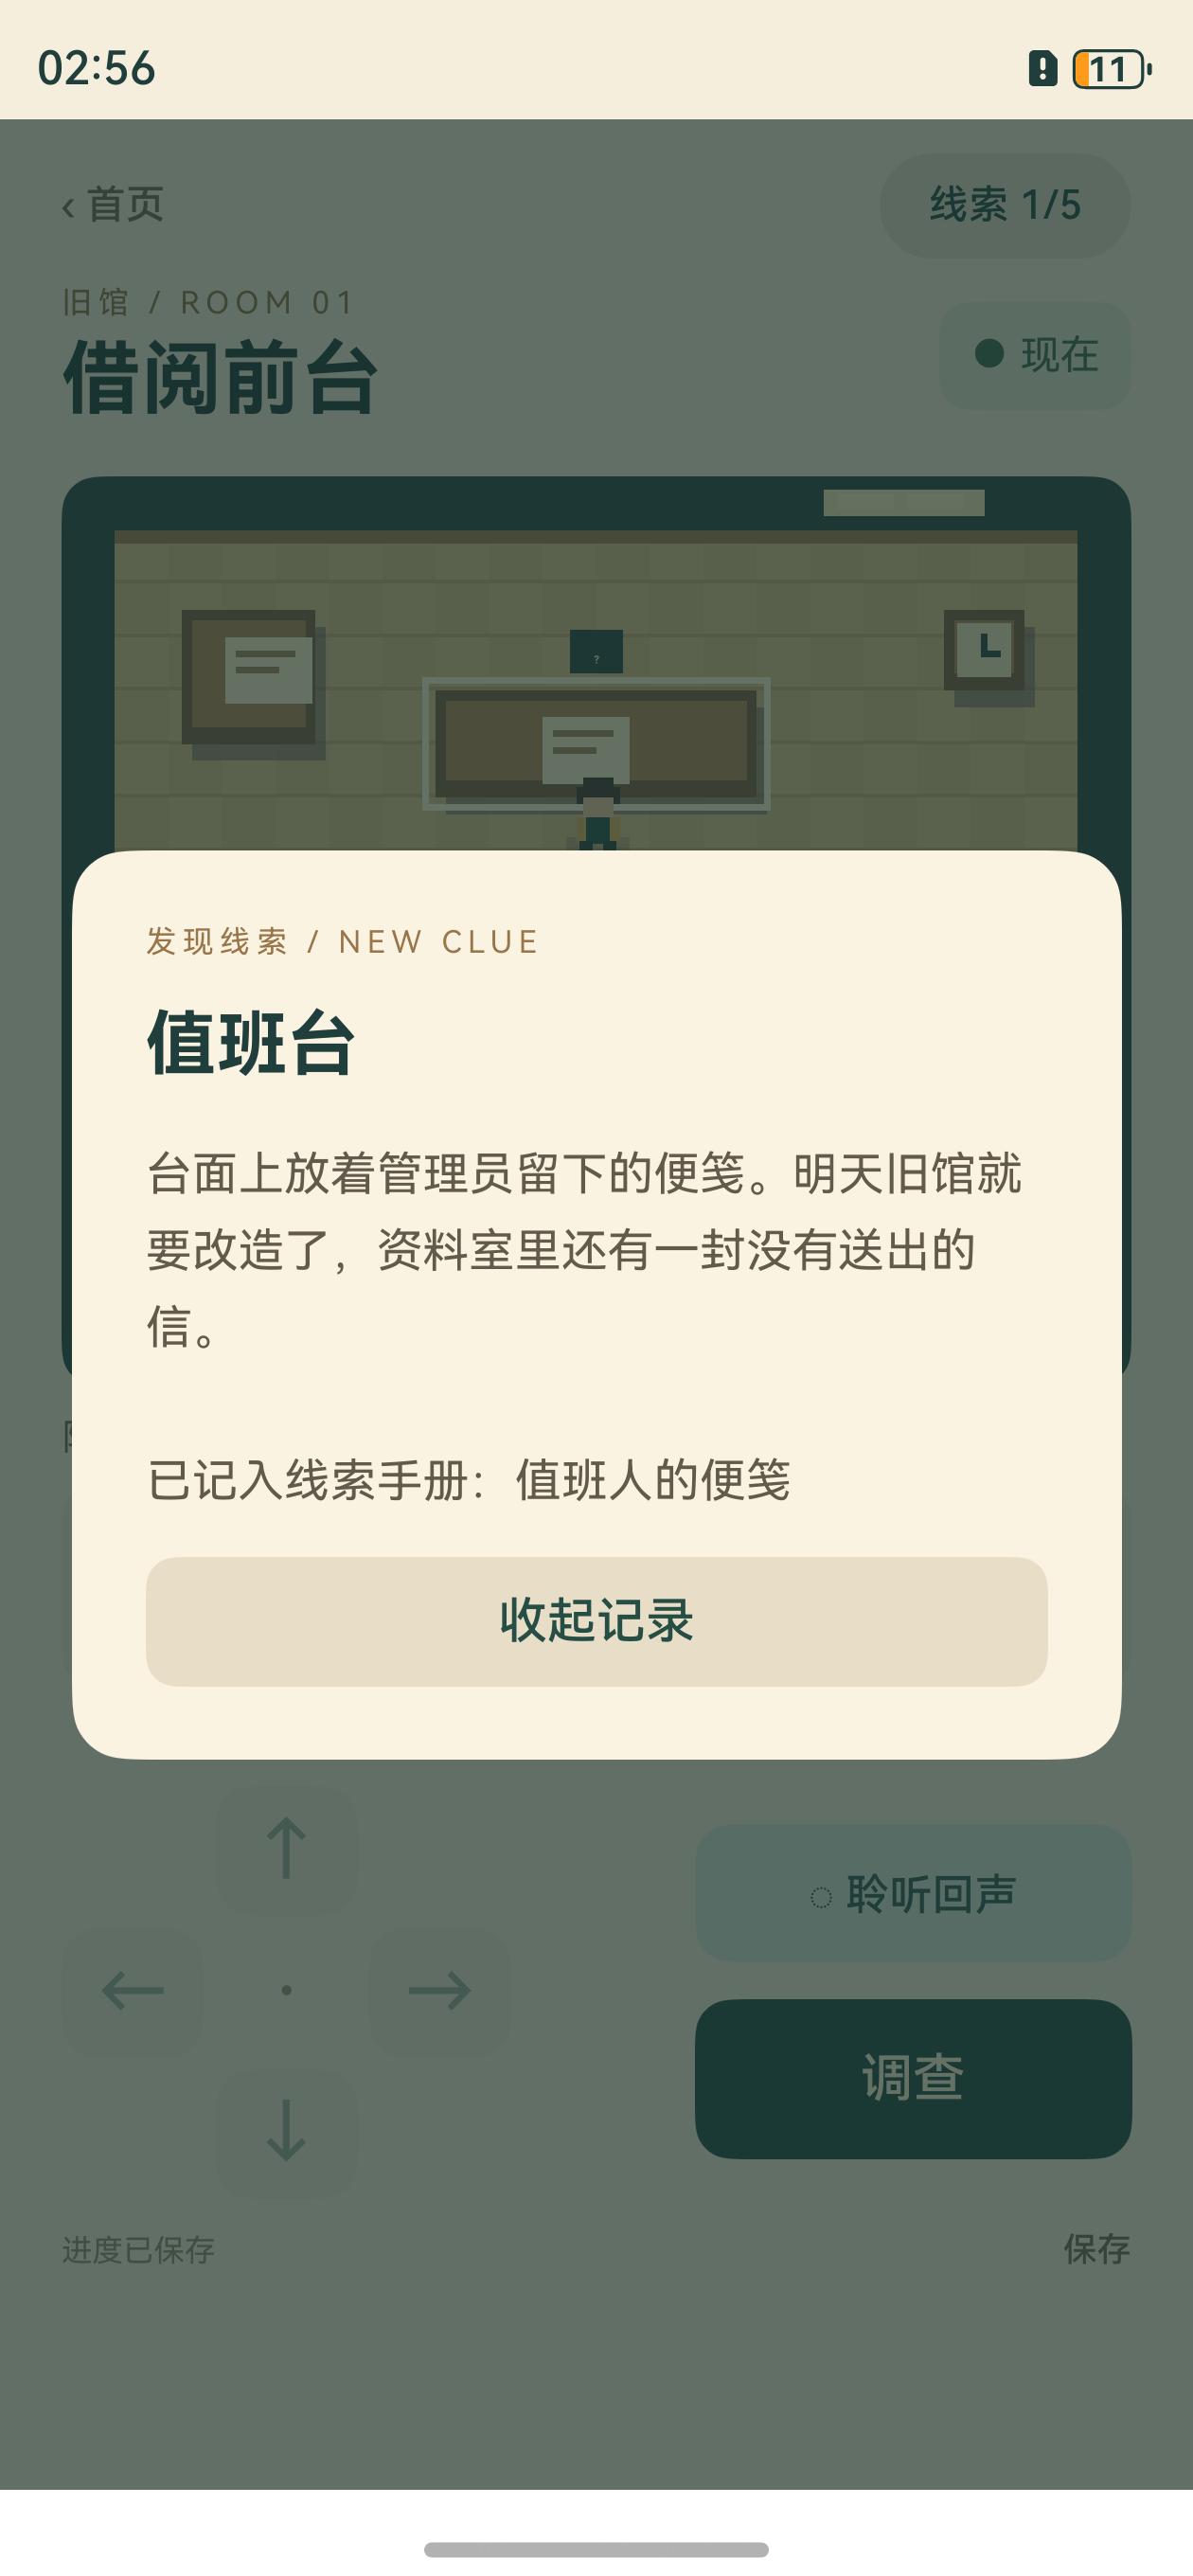 02:56
11
‹ 首页
线索 1/5
旧馆 / ROOM 01
借阅前台
现在
?
发现线索 / NEW CLUE
值班台
台面上放着管理员留下的便笺。明天旧馆就
要改造了，资料室里还有一封没有送出的
信。
已记入线索手册：值班人的便笺
收起记录
↑
← · →
↓
聆听回声
调查
进度已保存
保存